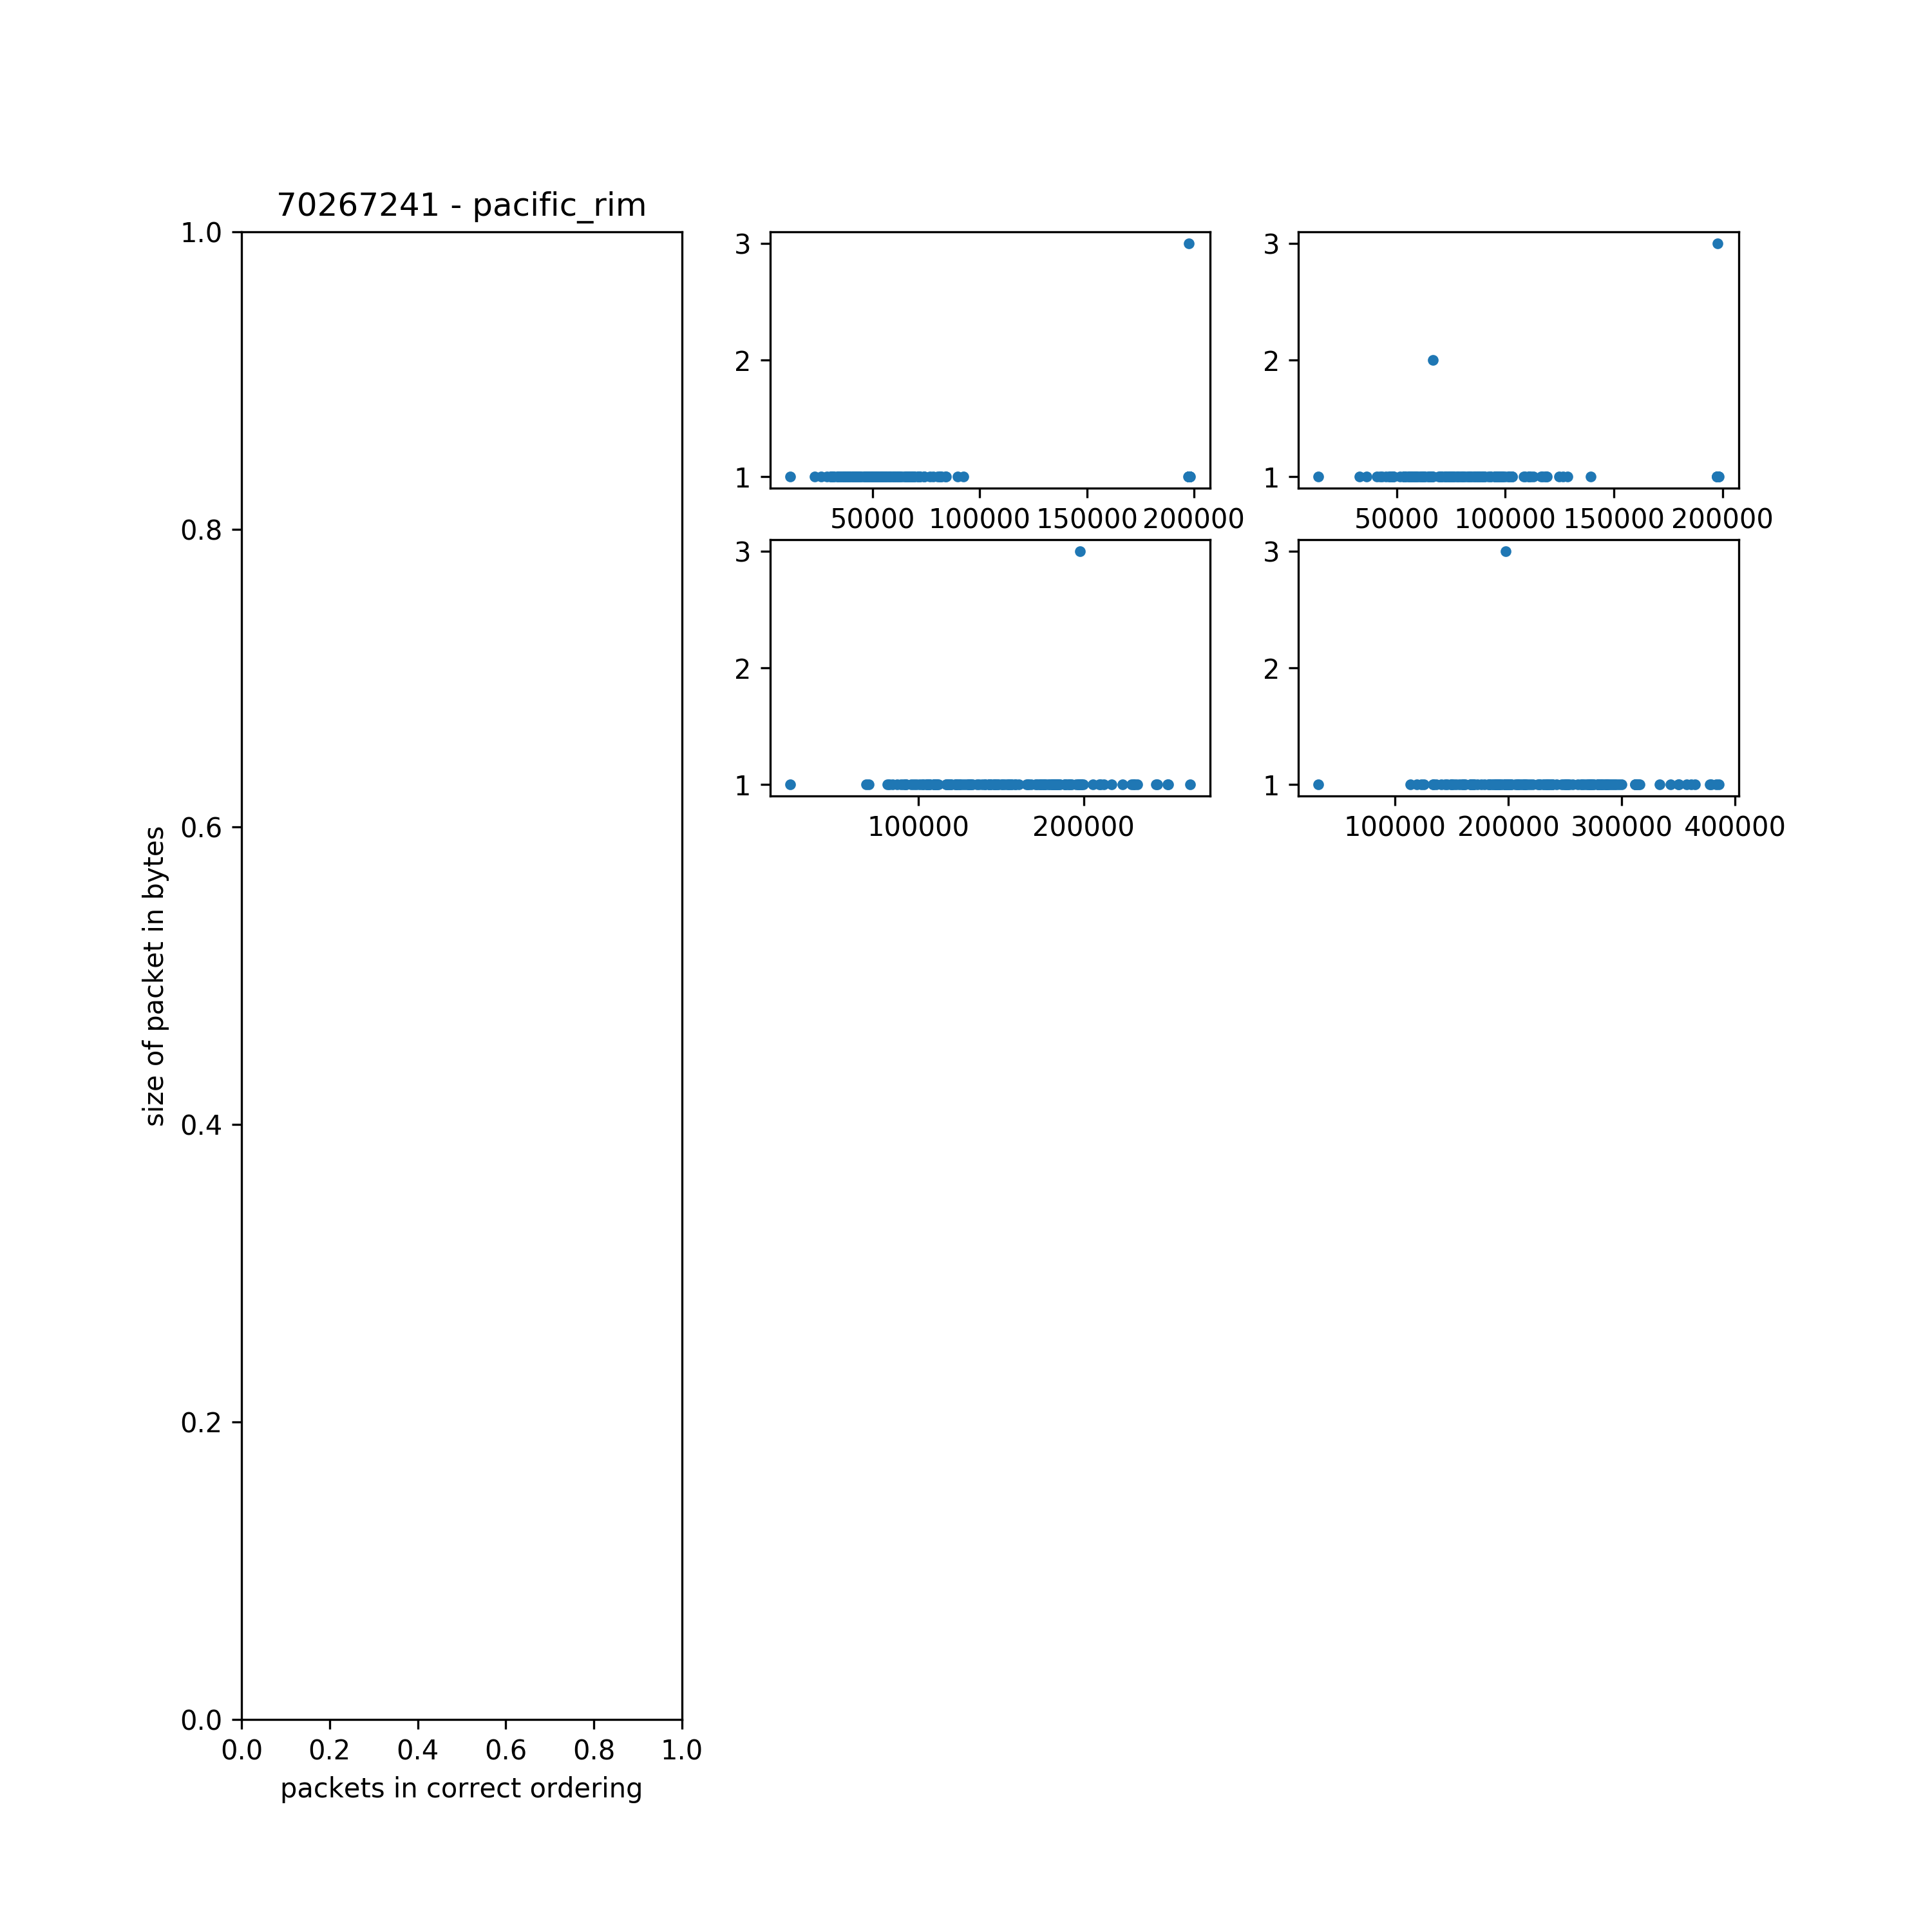 70267241 - pacific_rim
1.0
0.8
0.6
0.4
0.2
0.0
size of packet in bytes
0.0 0.2 0.4 0.6 0.8 1.0
packets in correct ordering
3
2
1
50000 100000 150000 200000
3
2
1
50000 100000 150000 200000
3
2
1
100000 200000
3
2
1
100000 200000 300000 400000